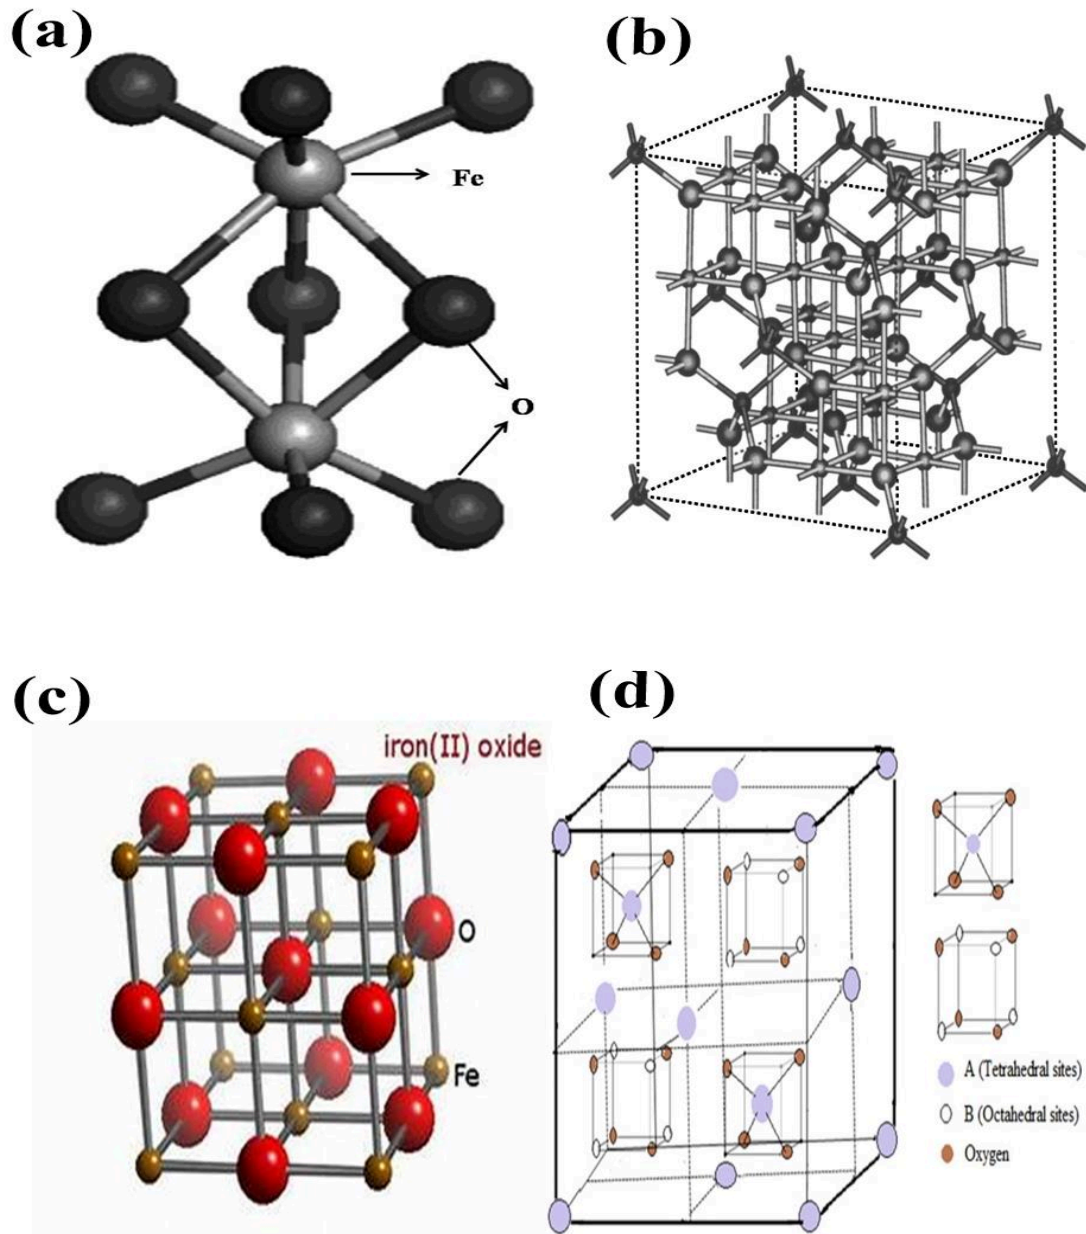 (a)
Fe
O
(b)
(c)
iron(II) oxide
O
Fe
(d)
A (Tetrahedral sites)
B (Octahedral sites)
Oxygen